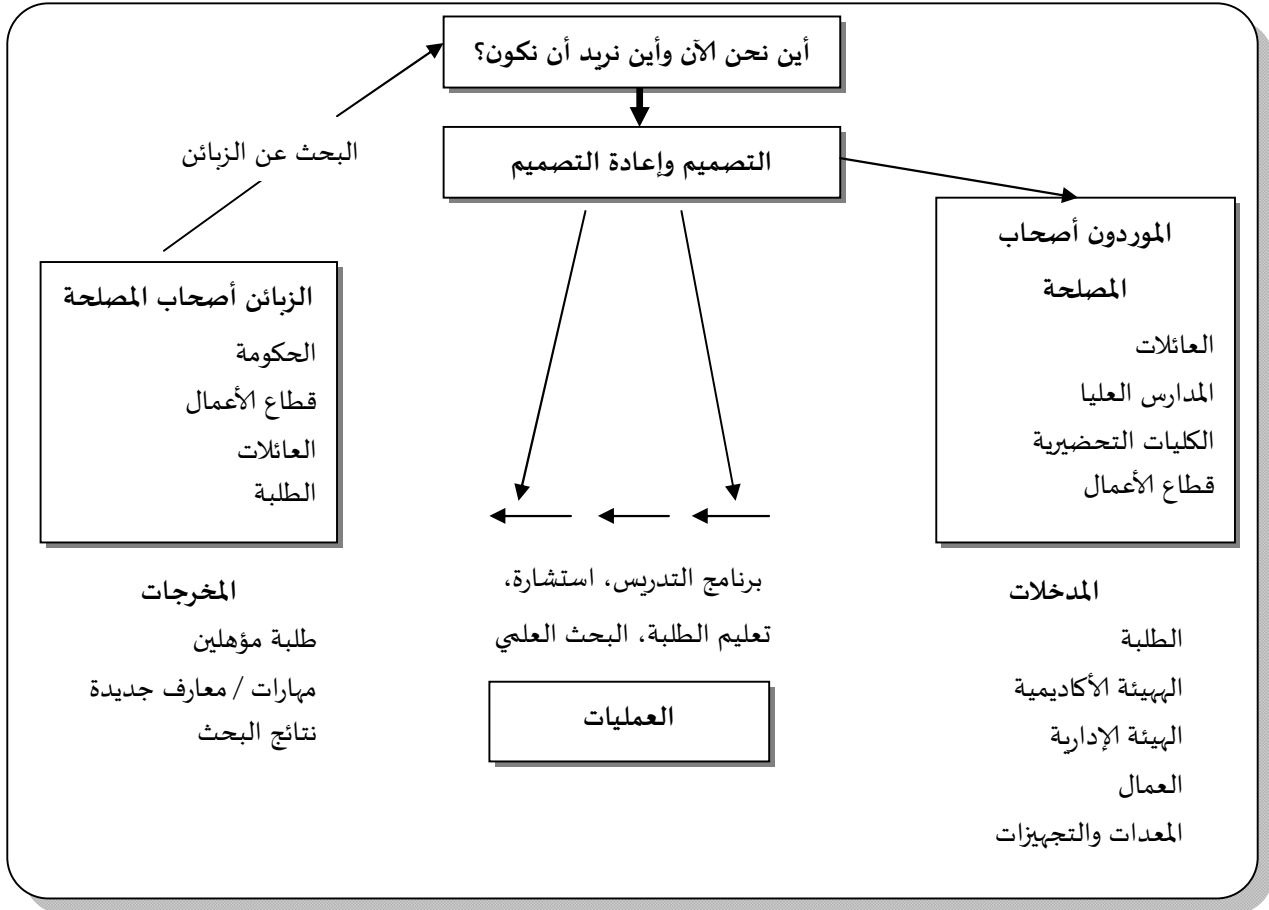 أين نحن الآن وأين نريد أن نكون؟
التصميم وإعادة التصميم
البحث عن الزبائن
الموردون أصحاب
المصلحة
العائلات
المدارس العليا
الكليات التحضيرية
قطاع الأعمال
الزبائن أصحاب المصلحة
الحكومة
قطاع الأعمال
العائلات
الطلبة
المدخلات
الطلبة
الههيئة الأكاديمية
الهيئة الإدارية
العمال
المعدات والتجهيزات
برنامج التدريس، استشارة،
تعليم الطلبة، البحث العلمي
العمليات
المخرجات
طلبة مؤهلين
مهارات / معارف جديدة
نتائج البحث